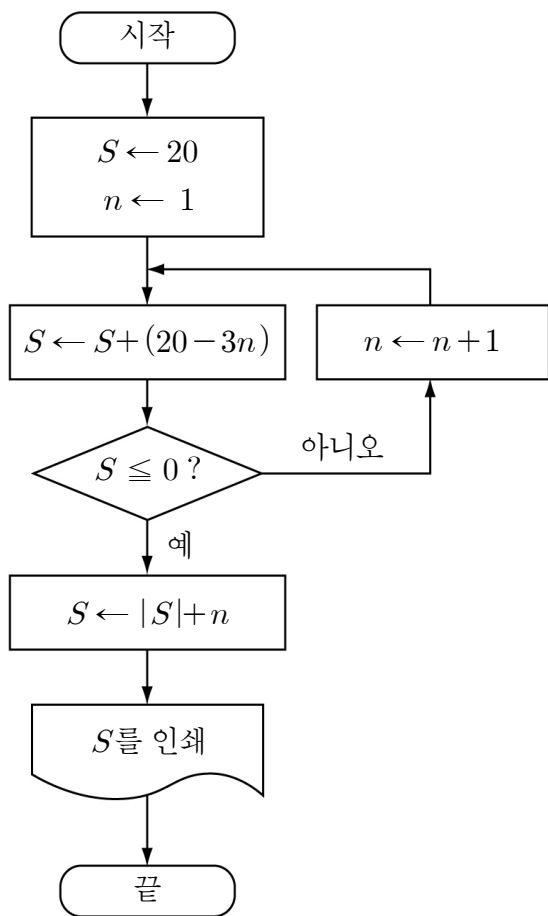 시작
S ← 20
n ← 1
S ← S + (20 − 3n)
n ← n + 1
S ≦ 0 ?
아니오
예
S ← |S| + n
S를 인쇄
끝